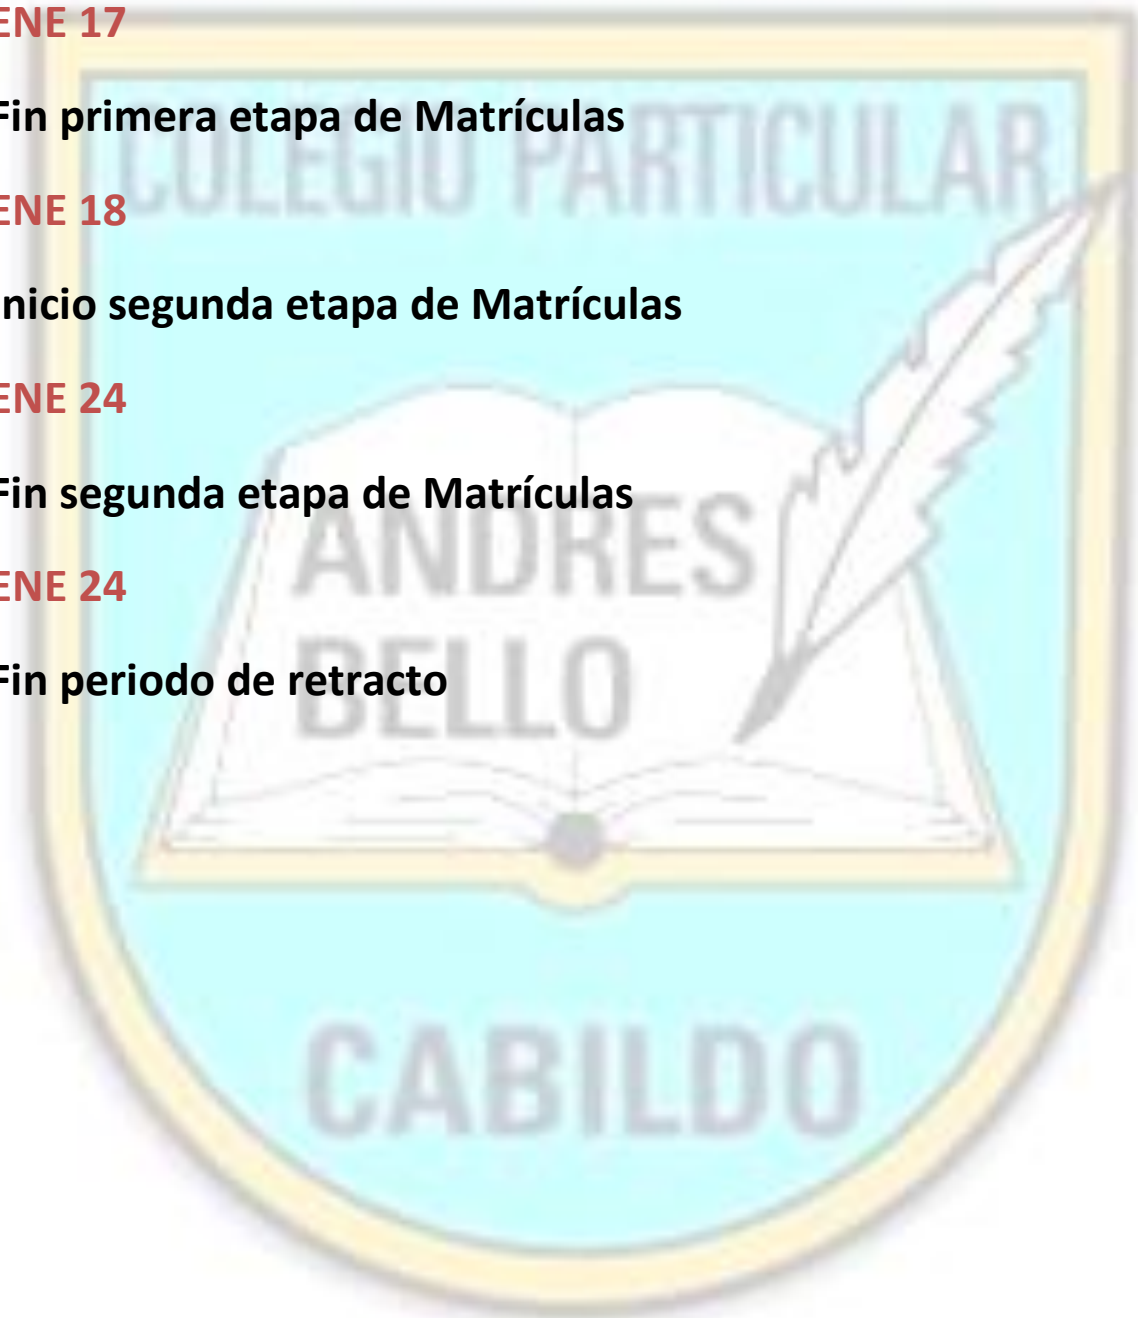 ENE 17
Fin primera etapa de Matrículas
COLEGIO PARTICULAR
ENE 18
Inicio segunda etapa de Matrículas
ENE 24
Fin segunda etapa de Matrículas
ANDRES
ENE 24
Fin periodo de retracto
BELLO
CABILDO